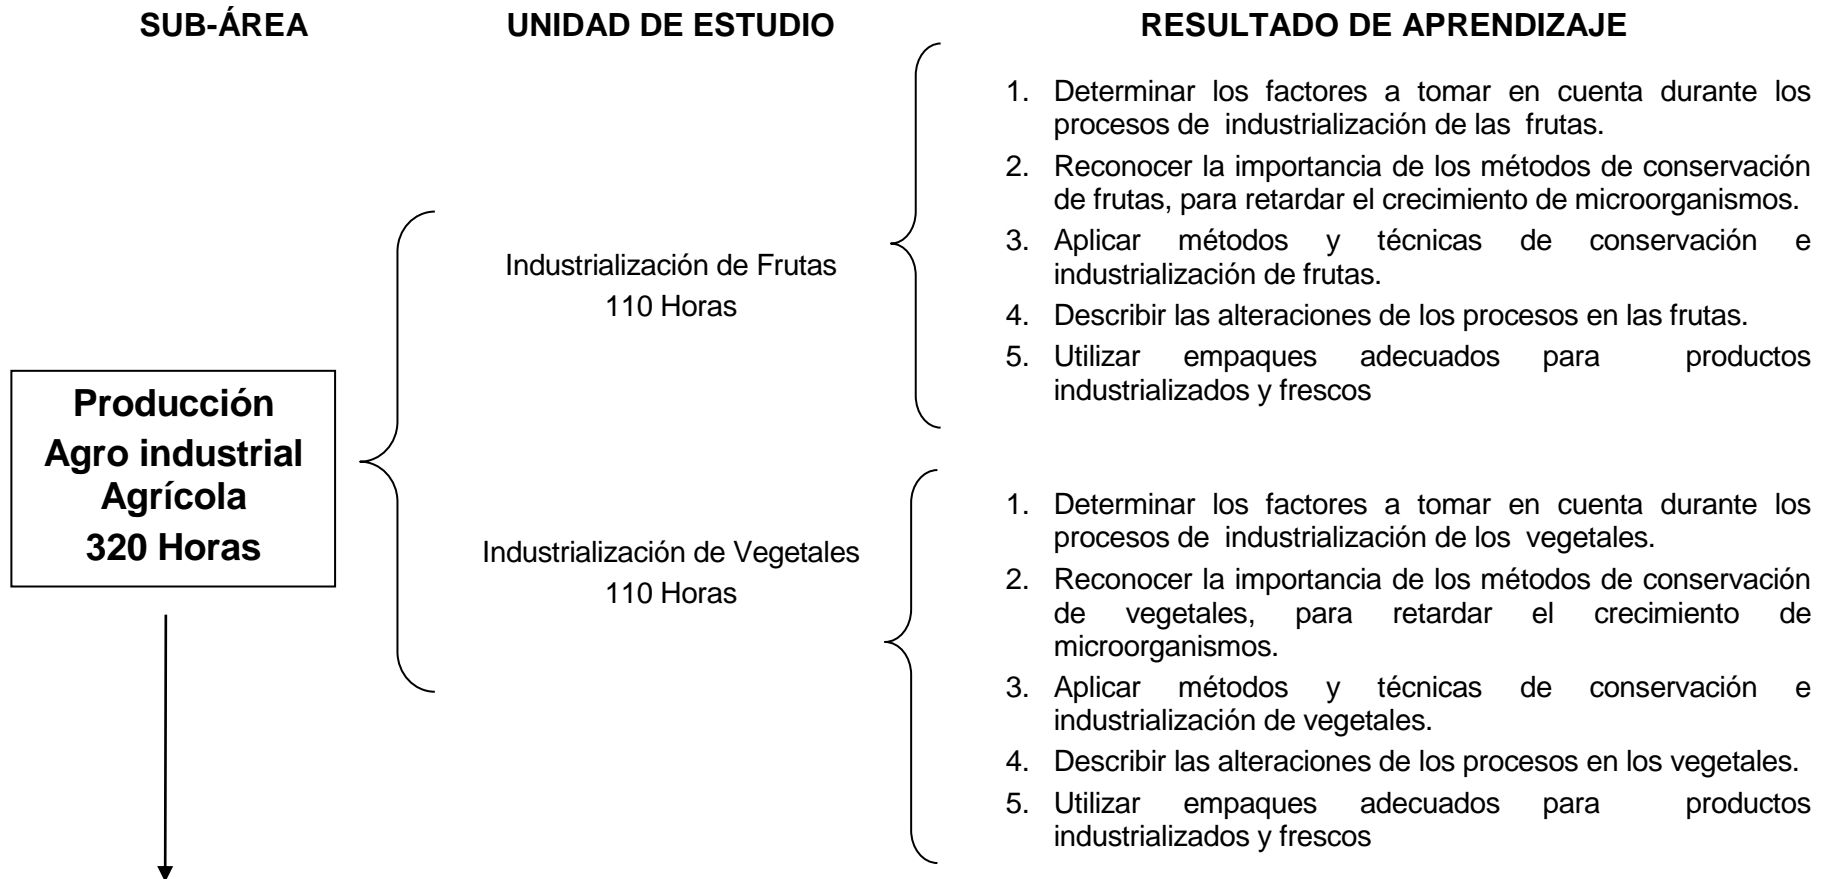 SUB-ÁREA
UNIDAD DE ESTUDIO
RESULTADO DE APRENDIZAJE
Producción
Agro industrial
Agrícola
320 Horas
Industrialización de Frutas
110 Horas
1. Determinar los factores a tomar en cuenta durante los
procesos de industrialización de las frutas.
2. Reconocer la importancia de los métodos de conservación
de frutas, para retardar el crecimiento de microorganismos.
3. Aplicar métodos y técnicas de conservación e
industrialización de frutas.
4. Describir las alteraciones de los procesos en las frutas.
5. Utilizar empaques adecuados para productos
industrializados y frescos
Industrialización de Vegetales
110 Horas
1. Determinar los factores a tomar en cuenta durante los
procesos de industrialización de los vegetales.
2. Reconocer la importancia de los métodos de conservación
de vegetales, para retardar el crecimiento de
microorganismos.
3. Aplicar métodos y técnicas de conservación e
industrialización de vegetales.
4. Describir las alteraciones de los procesos en los vegetales.
5. Utilizar empaques adecuados para productos
industrializados y frescos